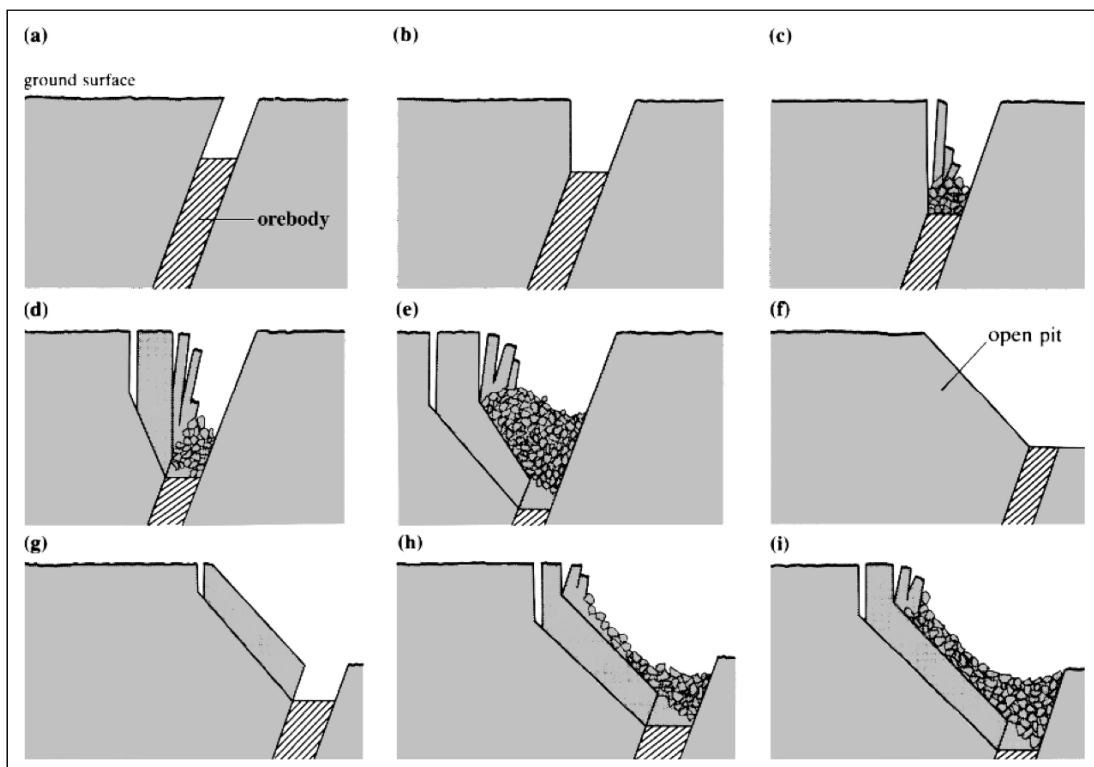 (a)
(b)
(c)
ground surface
orebody
(d)
(e)
(f)
open pit
(g)
(h)
(i)